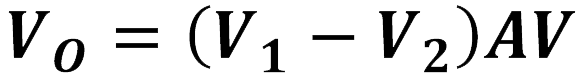 V_O = (V_1 − V_2)AV